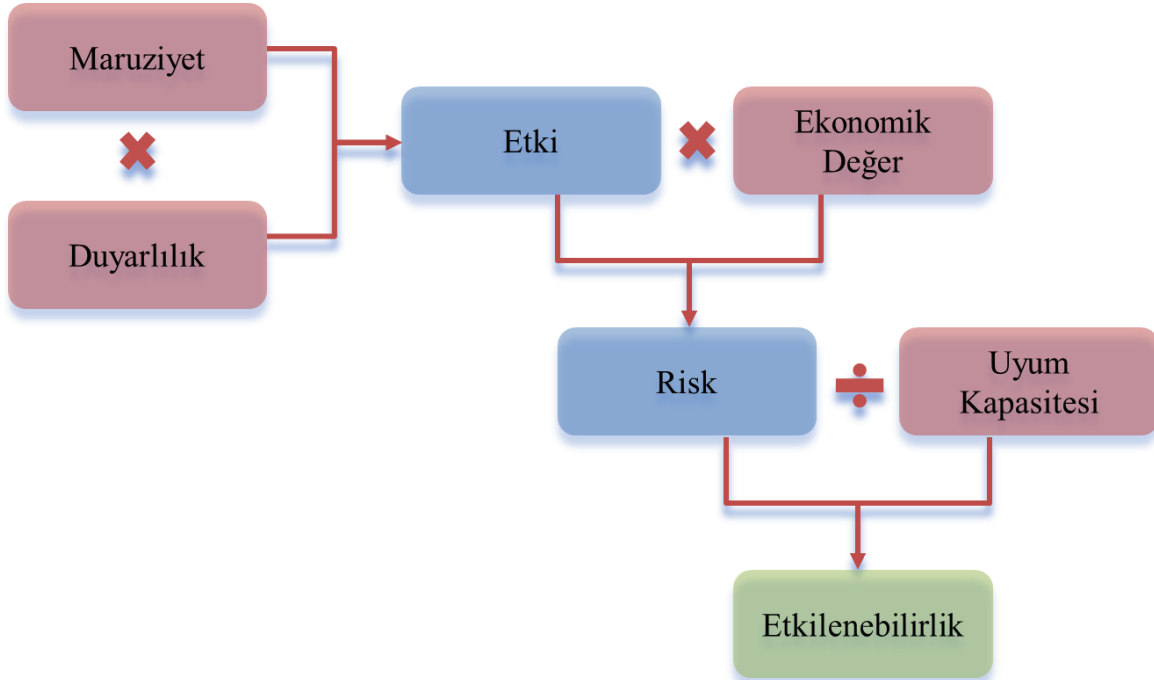 Maruziyet
Duyarlılık
Etki
Ekonomik
Değer
Risk
Uyum
Kapasitesi
Etkilenebilirlik